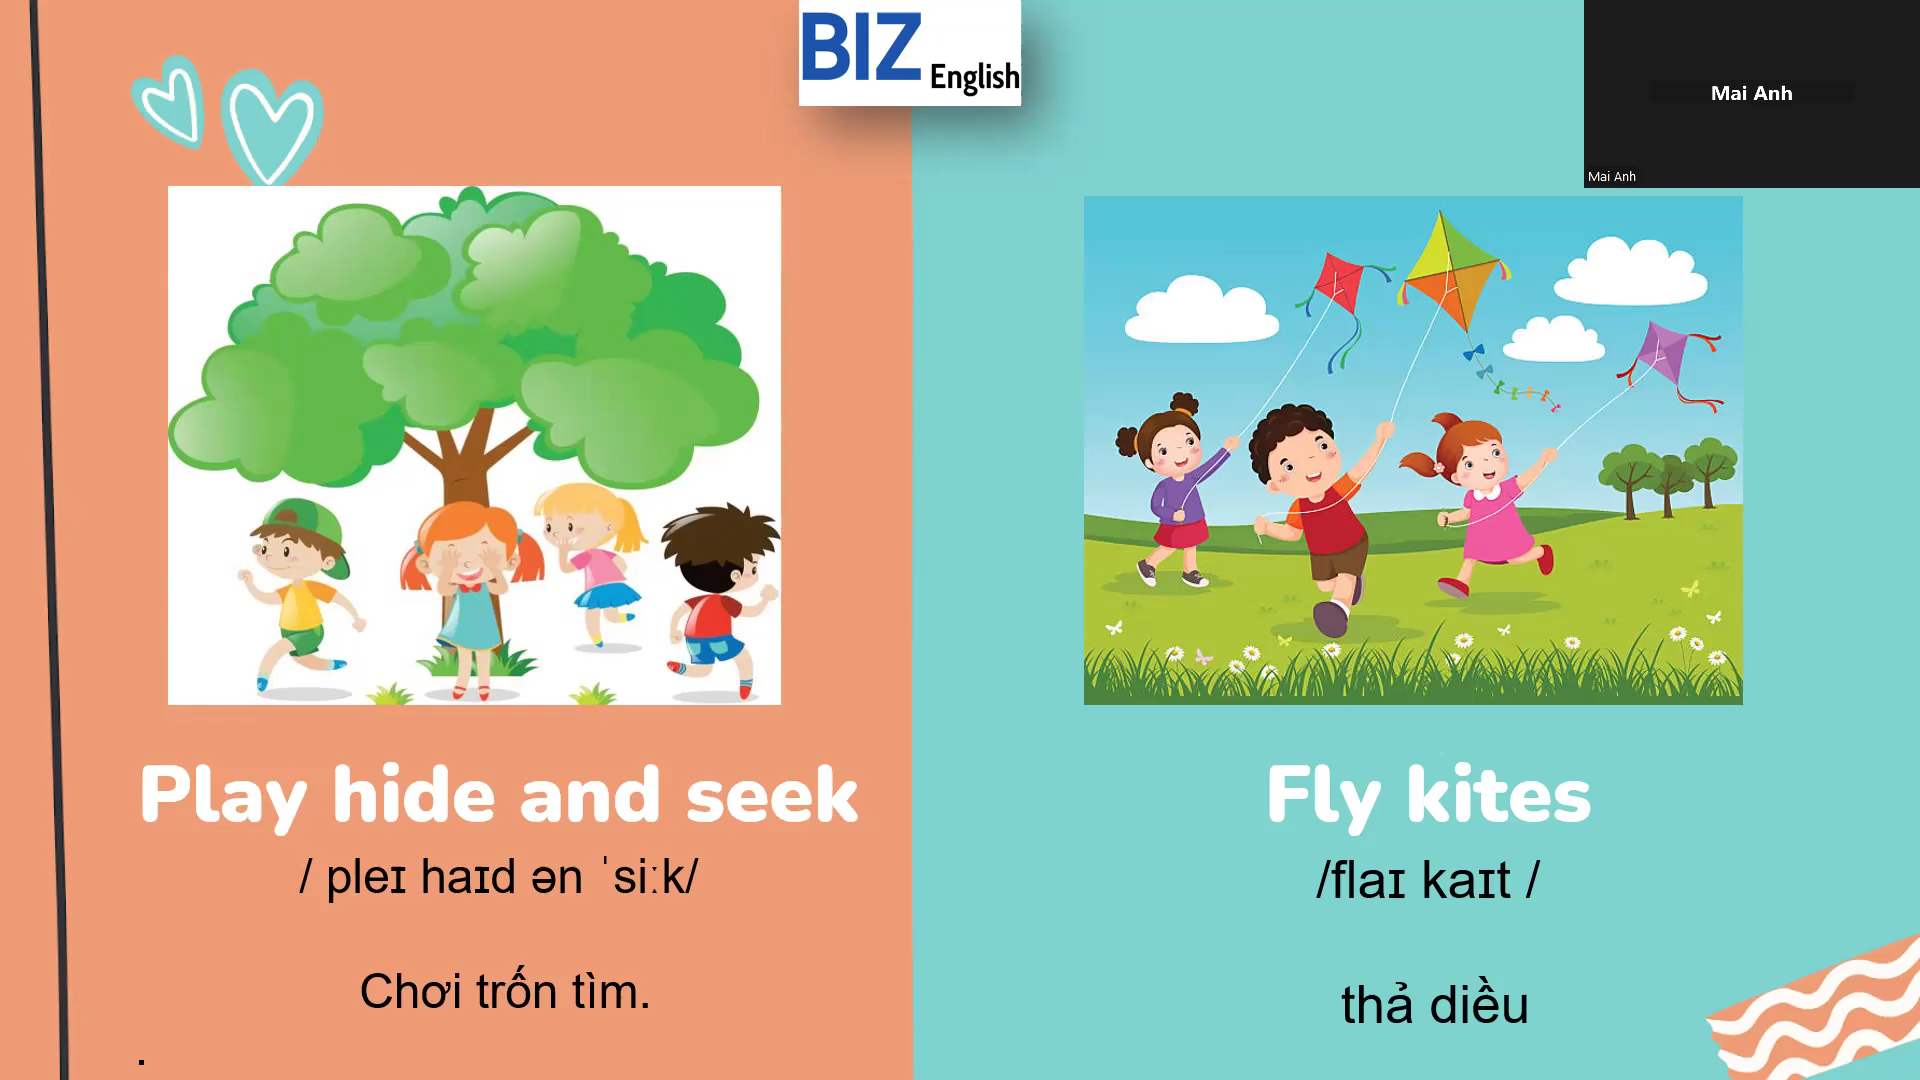 BIZ English
Mai Anh
Mai Anh
Play hide and seek
/ pleɪ haɪd ən ˈsiːk/
Chơi trốn tìm.
.
Fly kites
/flaɪ kaɪt /
thả diều